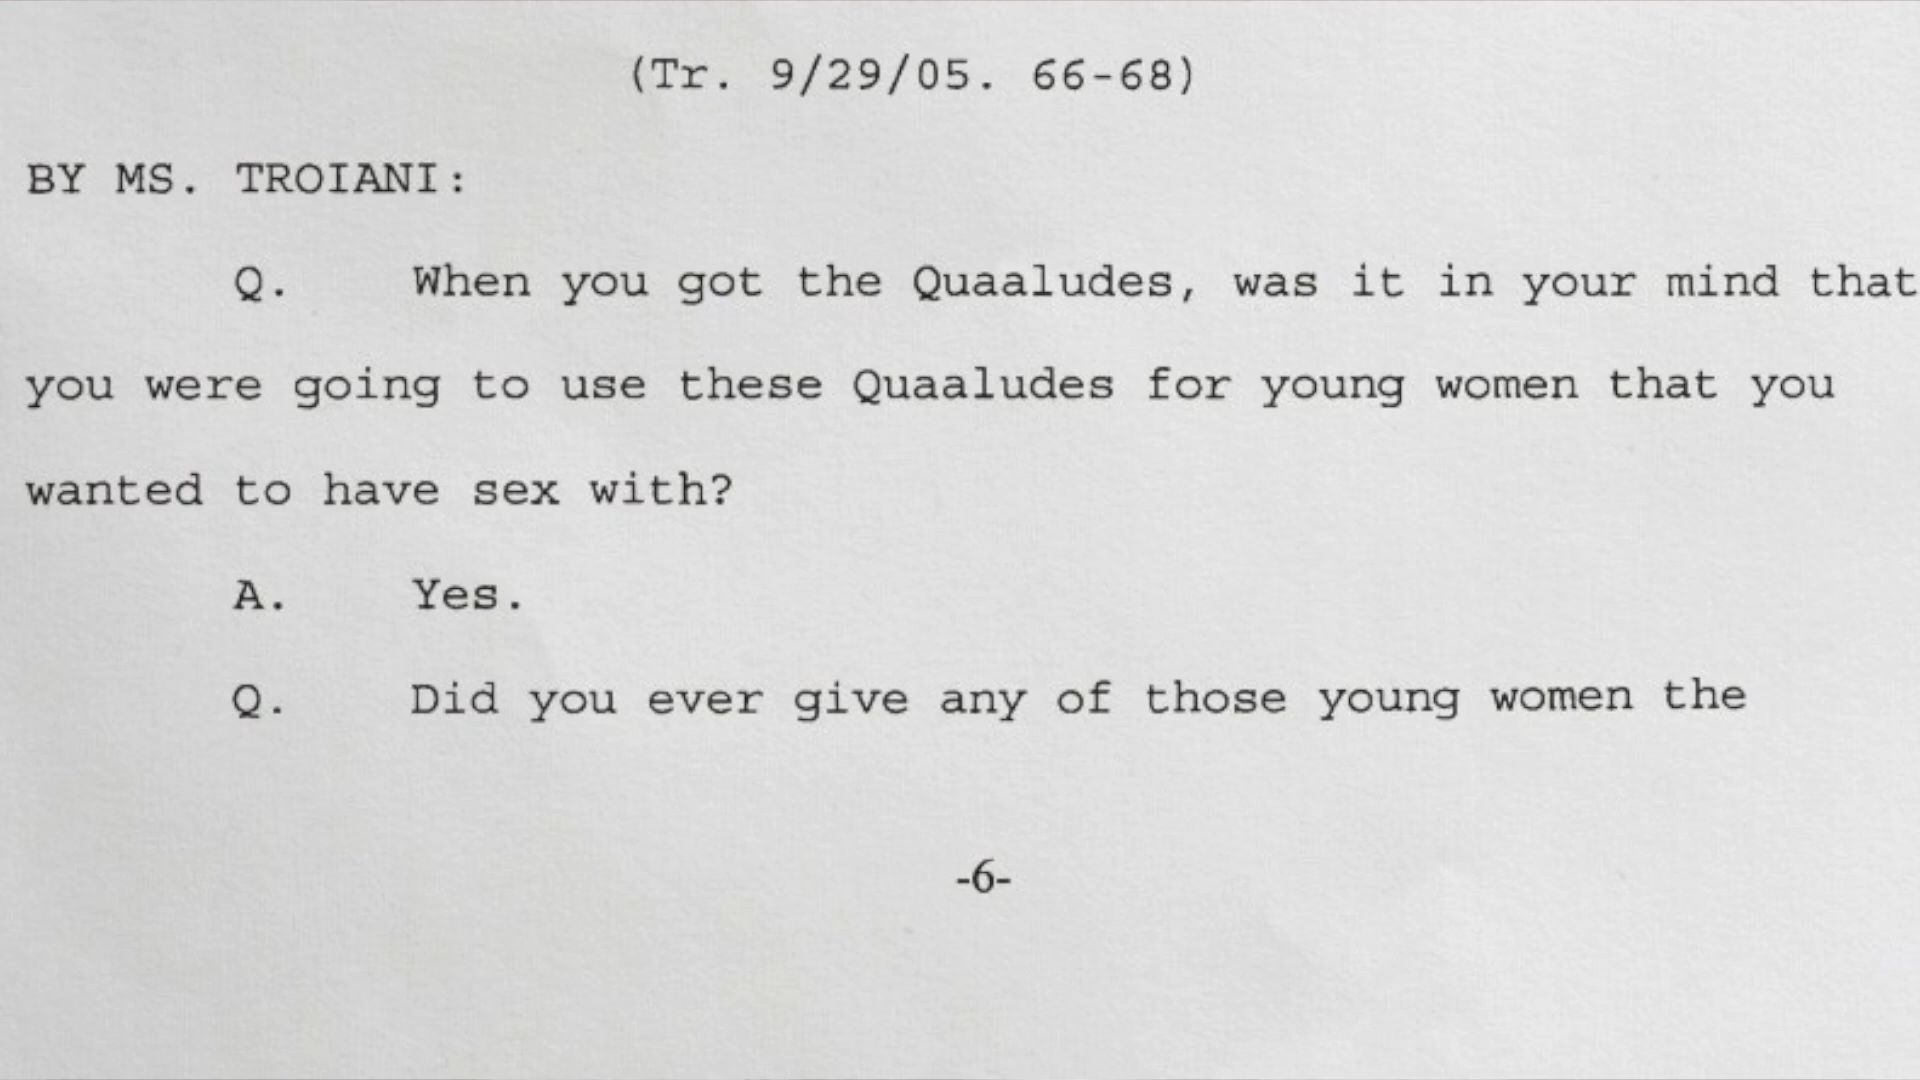 (Tr. 9/29/05. 66-68)
BY MS. TROIANI:
Q. When you got the Quaaludes, was it in your mind that
you were going to use these Quaaludes for young women that you
wanted to have sex with?
A. Yes.
Q. Did you ever give any of those young women the
-6-